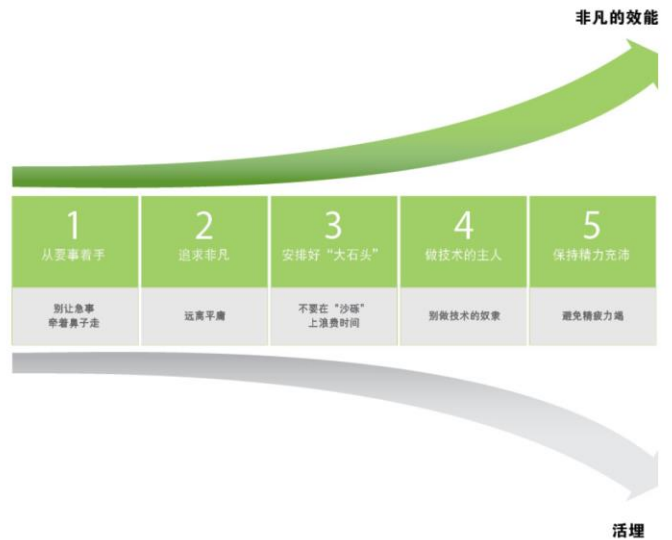 非凡的效能
1
从要事着手
2
追求非凡
3
安排好“大石头”
4
做技术的主人
5
保持精力充沛
别让急事
牵着鼻子走
远离平庸
不要在“沙砾”
上浪费时间
别做技术的奴隶
避免精疲力竭
活埋